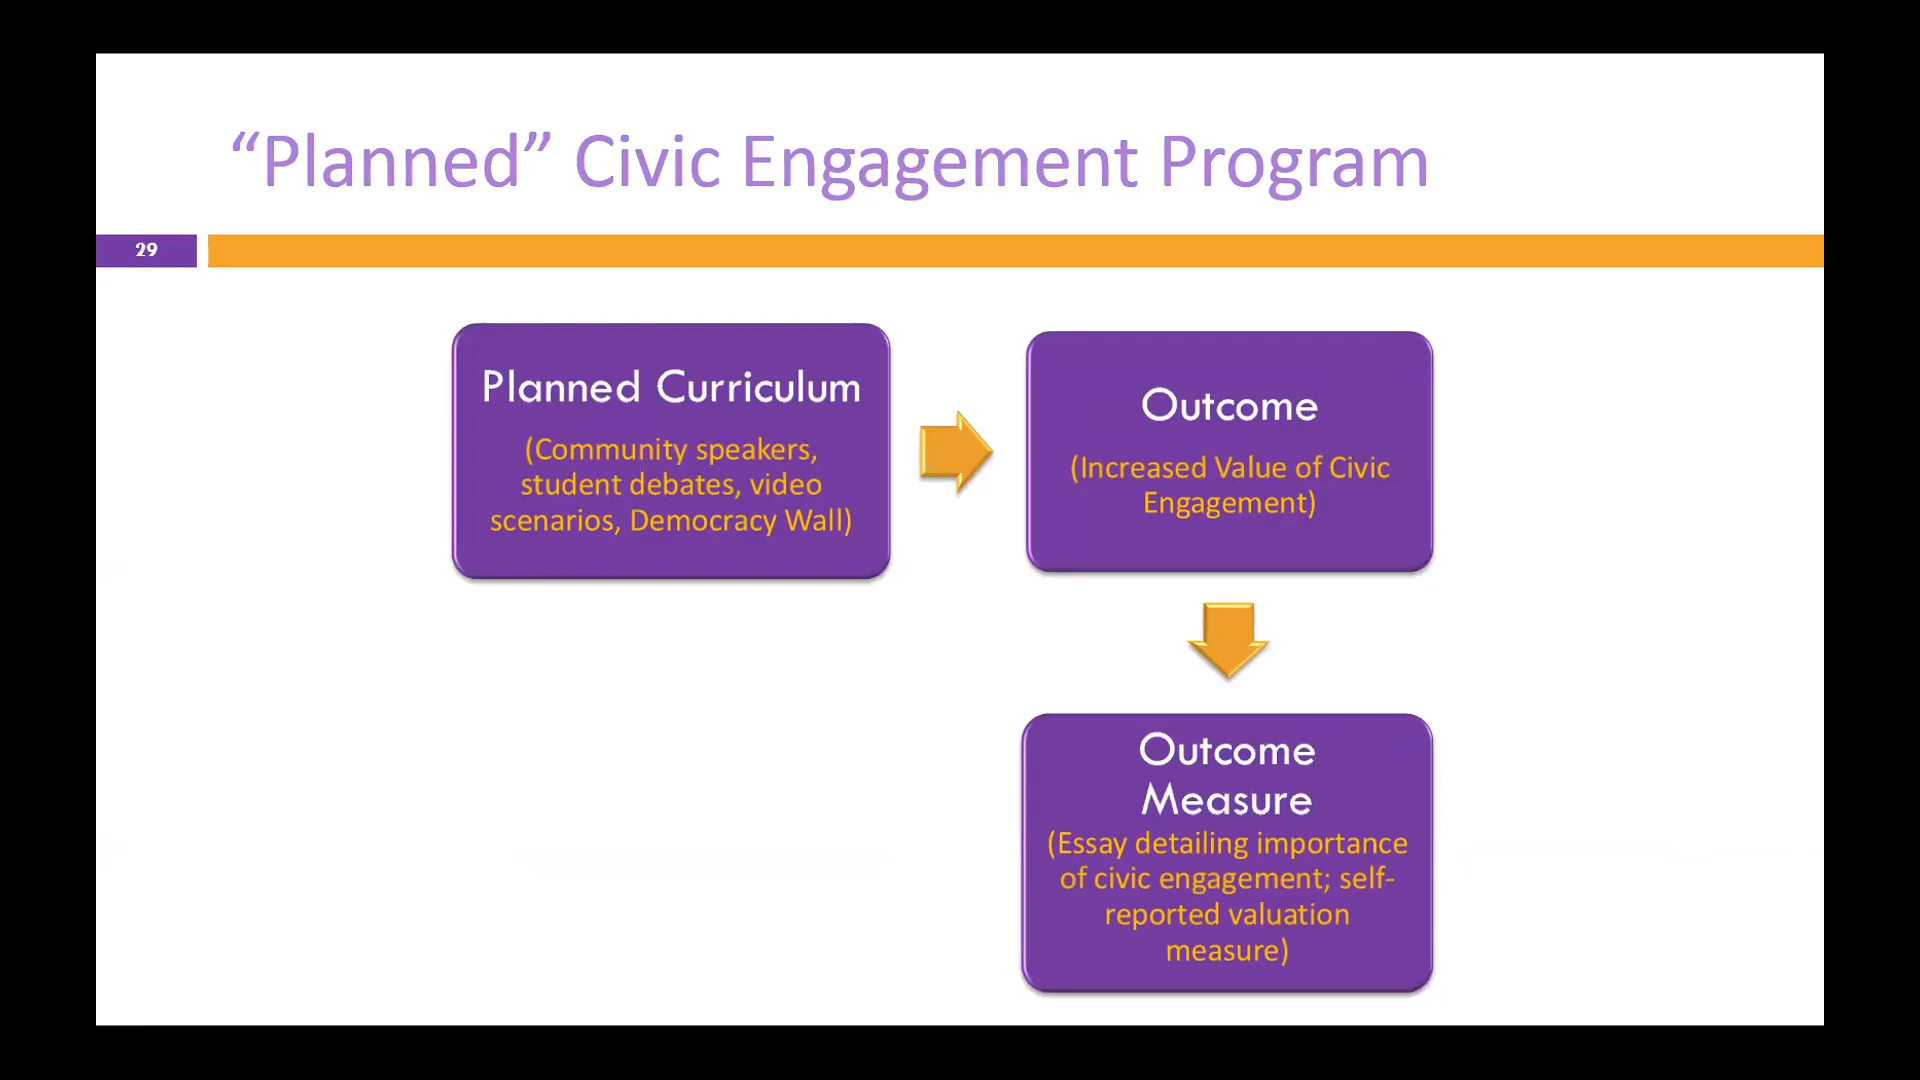 “Planned” Civic Engagement Program
29
Planned Curriculum
(Community speakers,
student debates, video
scenarios, Democracy Wall)
Outcome
(Increased Value of Civic
Engagement)
Outcome
Measure
(Essay detailing importance
of civic engagement; self-
reported valuation
measure)